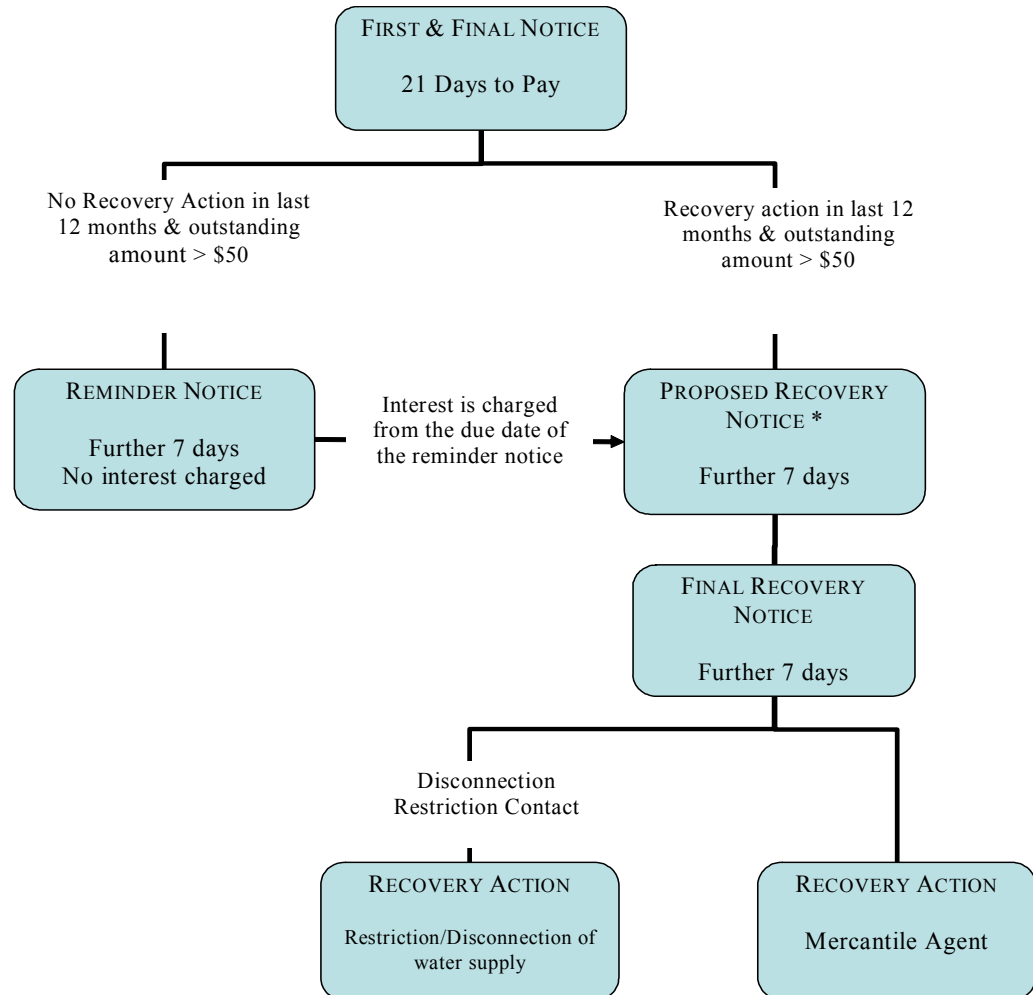 FIRST & FINAL NOTICE
21 Days to Pay
No Recovery Action in last
12 months & outstanding
amount > $50
Recovery action in last 12
months & outstanding
amount > $50
REMINDER NOTICE
Further 7 days
No interest charged
Interest is charged
from the due date of
the reminder notice
PROPOSED RECOVERY
NOTICE *
Further 7 days
FINAL RECOVERY
NOTICE
Further 7 days
Disconnection
Restriction Contact
RECOVERY ACTION
Restriction/Disconnection of
water supply
RECOVERY ACTION
Mercantile Agent